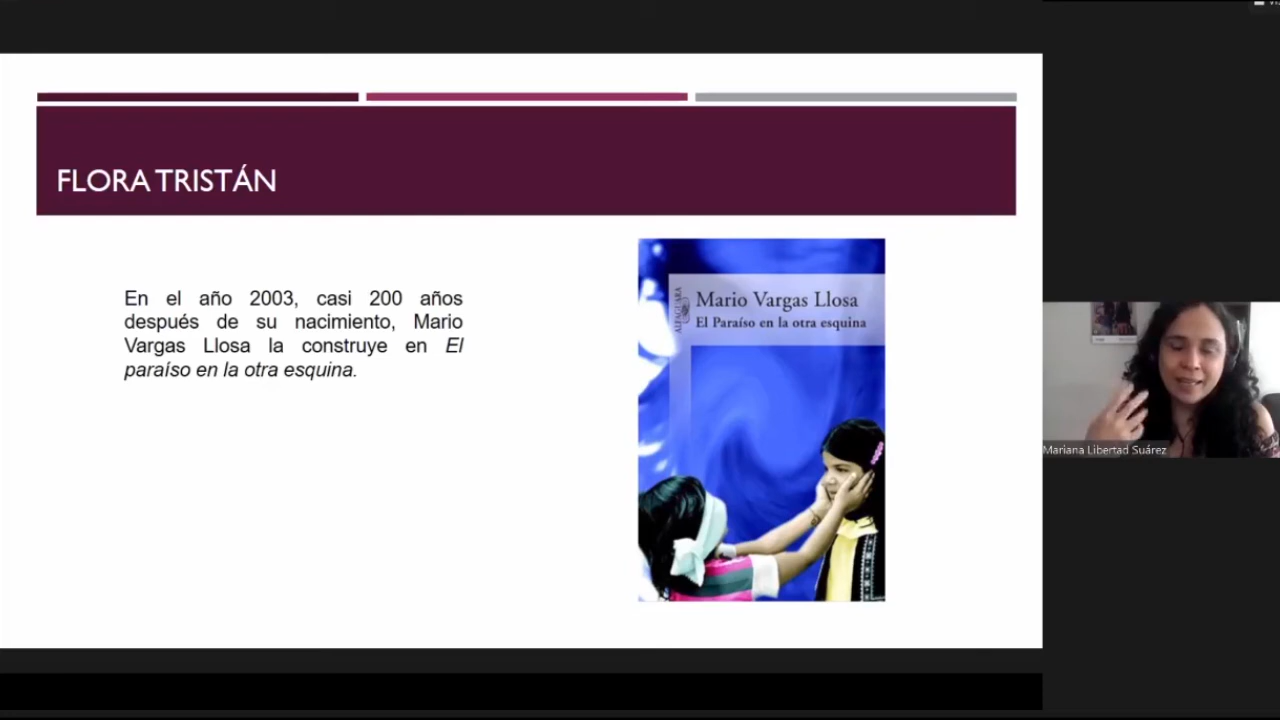 FLORA TRISTÁN
En el año 2003, casi 200 años
después de su nacimiento, Mario
Vargas Llosa la construye en El
paraíso en la otra esquina.
ALFAGUARA
Mario Vargas Llosa
El Paraíso en la otra esquina
Mariana Libertad Suárez